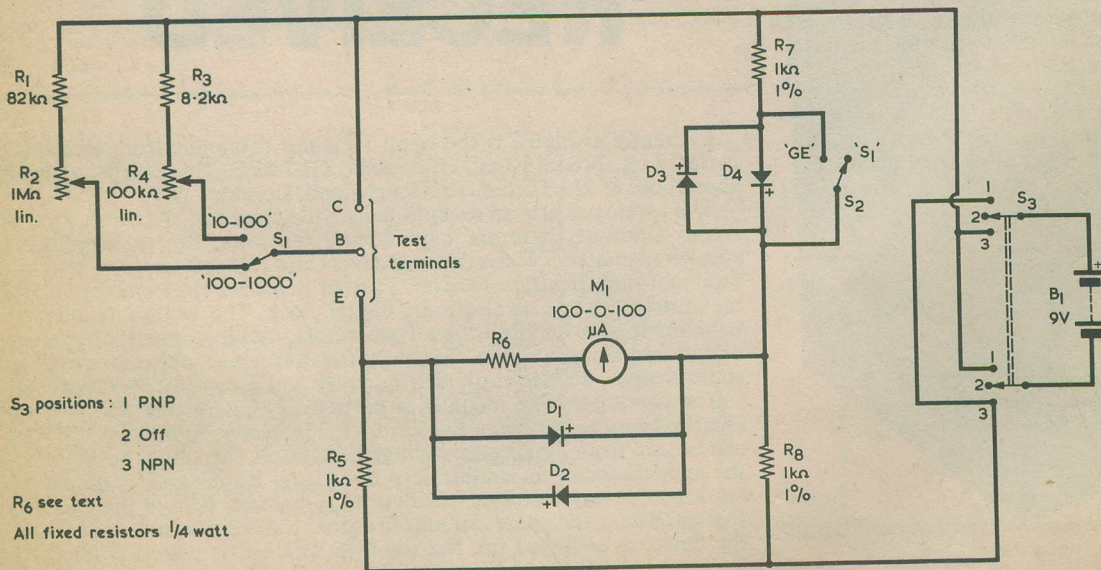 R1
82kΩ
R3
8·2kΩ
R2
1MΩ
lin.
R4
100kΩ
lin.
'10-100'
S1
'100-1000'
C
B
E
Test
terminals
R7
1kΩ
1%
D3
+
D4
+
'GE'
'S1'
S2
M1
100-0-100
μA
R6
D1
+
D2
+
R5
1kΩ
1%
R8
1kΩ
1%
1
2
3
S3
1
2
3
+
B1
9V
S3 positions : 1 PNP
2 Off
3 NPN
R6 see text
All fixed resistors 1/4 watt